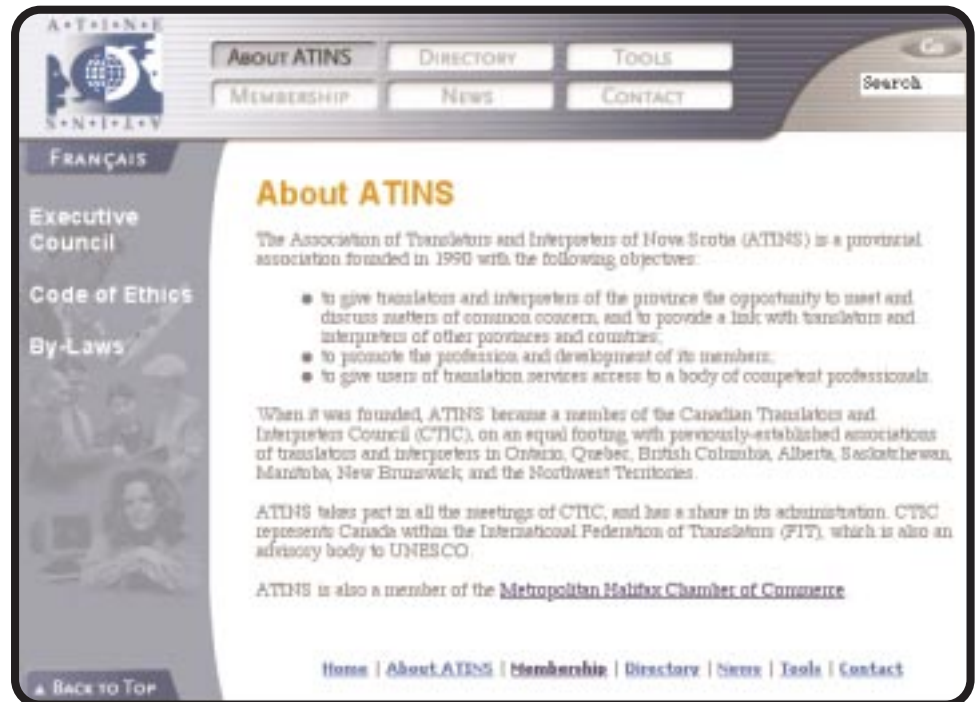 A•T•I•N•E
ABOUT ATINS
DIRECTORY
TOOLS
Go
MEMBERSHIP
NEWS
CONTACT
Search
S•N•I•T•A
FRANÇAIS
Executive
Council
Code of Ethics
By-Laws
About ATINS
The Association of Translators and Interpreters of Nova Scotia (ATINS) is a provincial
association founded in 1990 with the following objectives:
• to give translators and interpreters of the province the opportunity to meet and
discuss matters of common concern, and to provide a link with translators and
interpreters of other provinces and countries;
• to promote the profession and development of its members;
• to give users of translation services access to a body of competent professionals.
When it was founded, ATINS became a member of the Canadian Translators and
Interpreters Council (CTIC), on an equal footing with previously-established associations
of translators and interpreters in Ontario, Quebec, British Columbia, Alberta, Saskatchewan,
Manitoba, New Brunswick, and the Northwest Territories.
ATINS takes part in all the meetings of CTIC, and has a share in its administration. CTIC
represents Canada within the International Federation of Translators (FIT), which is also an
advisory body to UNESCO.
ATINS is also a member of the Metropolitan Halifax Chamber of Commerce
Home | About ATINS | Membership | Directory | News | Tools | Contact
▲ BACK TO TOP